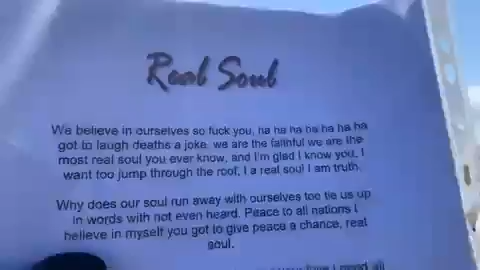 Real Soul
We believe in ourselves so fuck you, ha ha ha ha ha ha ha
got to laugh deaths a joke, we are the faithful we are the
most real soul you ever know, and I'm glad I know you, I
want too jump through the roof, I a real soul I am truth.
Why does our soul run away with ourselves too tie us up
in words with not even heard. Peace to all nations I
believe in myself you got to give peace a chance, real
soul.